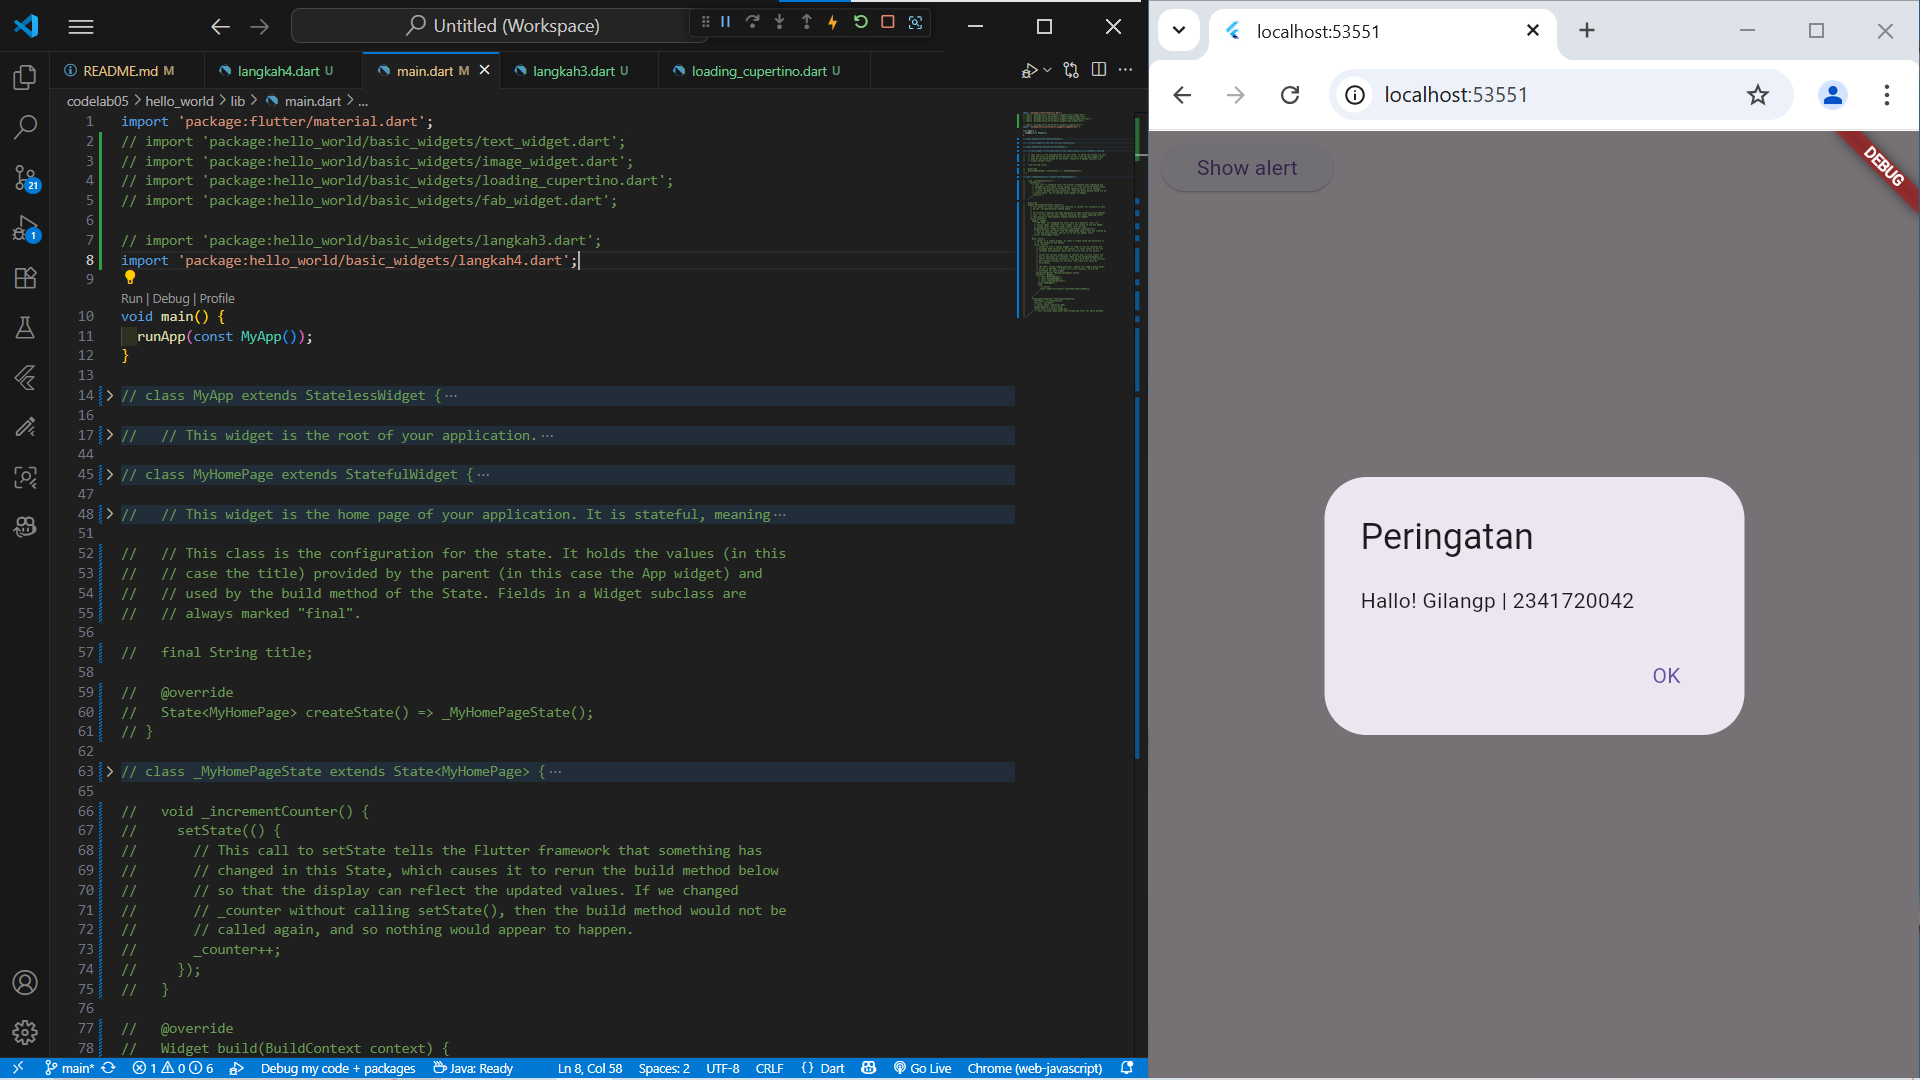 Untitled (Workspace)
README.md M
langkah4.dart U
main.dart M
langkah3.dart U
loading_cupertino.dart U
codelab05 > hello_world > lib > main.dart > ...
1 import 'package:flutter/material.dart';
2 // import 'package:hello_world/basic_widgets/text_widget.dart';
3 // import 'package:hello_world/basic_widgets/image_widget.dart';
4 // import 'package:hello_world/basic_widgets/loading_cupertino.dart';
5 // import 'package:hello_world/basic_widgets/fab_widget.dart';
6
7 // import 'package:hello_world/basic_widgets/langkah3.dart';
8 import 'package:hello_world/basic_widgets/langkah4.dart';
9
Run | Debug | Profile
10 void main() {
11   runApp(const MyApp());
12 }
13
14 // class MyApp extends StatelessWidget { ...
16
17 //   // This widget is the root of your application. ...
44
45 // class MyHomePage extends StatefulWidget { ...
47
48 //   // This widget is the home page of your application. It is stateful, meaning ...
51
52 //   // This class is the configuration for the state. It holds the values (in this
53 //   // case the title) provided by the parent (in this case the App widget) and
54 //   // used by the build method of the State. Fields in a Widget subclass are
55 //   // always marked "final".
56
57 //   final String title;
58
59 //   @override
60 //   State<MyHomePage> createState() => _MyHomePageState();
61 // }
62
63 // class _MyHomePageState extends State<MyHomePage> { ...
65
66 //   void _incrementCounter() {
67 //     setState(() {
68 //       // This call to setState tells the Flutter framework that something has
69 //       // changed in this State, which causes it to rerun the build method below
70 //       // so that the display can reflect the updated values. If we changed
71 //       // _counter without calling setState(), then the build method would not be
72 //       // called again, and so nothing would appear to happen.
73 //       _counter++;
74 //     });
75 //   }
76
77 //   @override
78 //   Widget build(BuildContext context) {
21
1
main*
1 0 6
Debug my code + packages
Java: Ready
Ln 8, Col 58
Spaces: 2
UTF-8
CRLF
{ } Dart
Go Live
Chrome (web-javascript)
localhost:53551
localhost:53551
Show alert
DEBUG
Peringatan
Hallo! Gilangp | 2341720042
OK